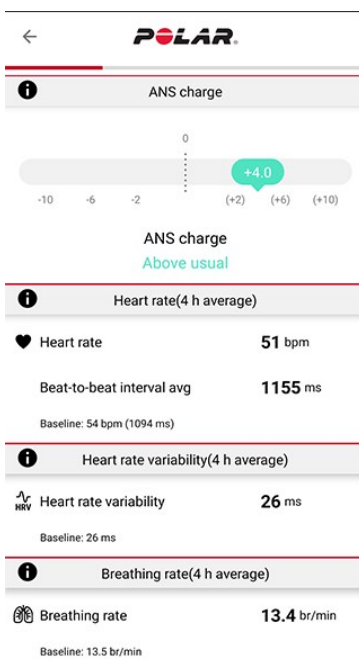 POLAR.
ANS charge
0
+4.0
-10 -6 -2 (+2) (+6) (+10)
ANS charge
Above usual
Heart rate(4 h average)
Heart rate 51 bpm
Beat-to-beat interval avg 1155 ms
Baseline: 54 bpm (1094 ms)
Heart rate variability(4 h average)
HRV Heart rate variability 26 ms
Baseline: 26 ms
Breathing rate(4 h average)
Breathing rate 13.4 br/min
Baseline: 13.5 br/min